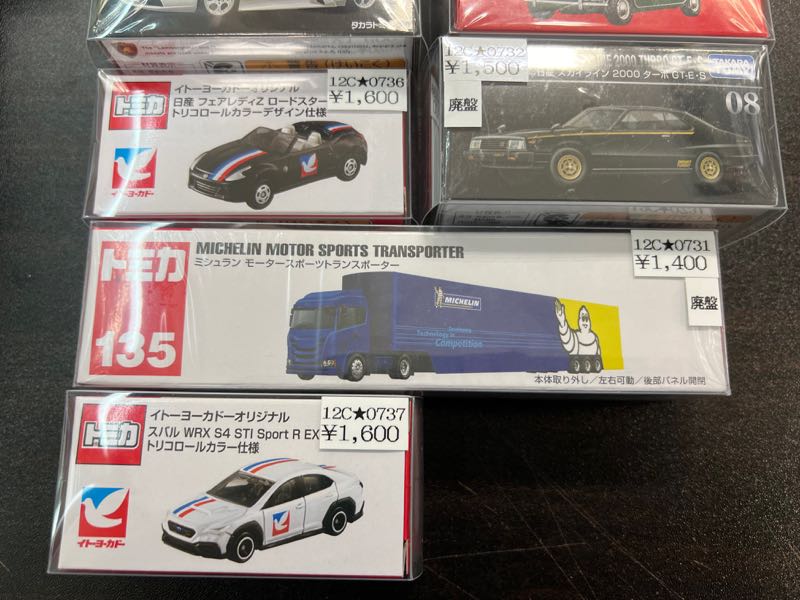 タカラト
12C★0736
¥1,600
トミカ
イトーヨーカドーオリジナル
日産 フェアレディZ ロードスター
トリコロールカラーデザイン仕様
イトーヨーカドー
12C★0732
¥1,500
廃盤
2000 TURBO GT-E・S
日産 スカイライン 2000 ターボ GT-E・S
TAKARA
08
12C★0731
¥1,400
廃盤
トミカ
135
MICHELIN MOTOR SPORTS TRANSPORTER
ミシュラン モータースポーツトランスポーター
MICHELIN
Developing
Technology in
Competition
本体取り外し／左右可動／後部パネル開閉
12C★0737
¥1,600
トミカ
イトーヨーカドーオリジナル
スバル WRX S4 STI Sport R EX
トリコロールカラー仕様
イトーヨーカドー